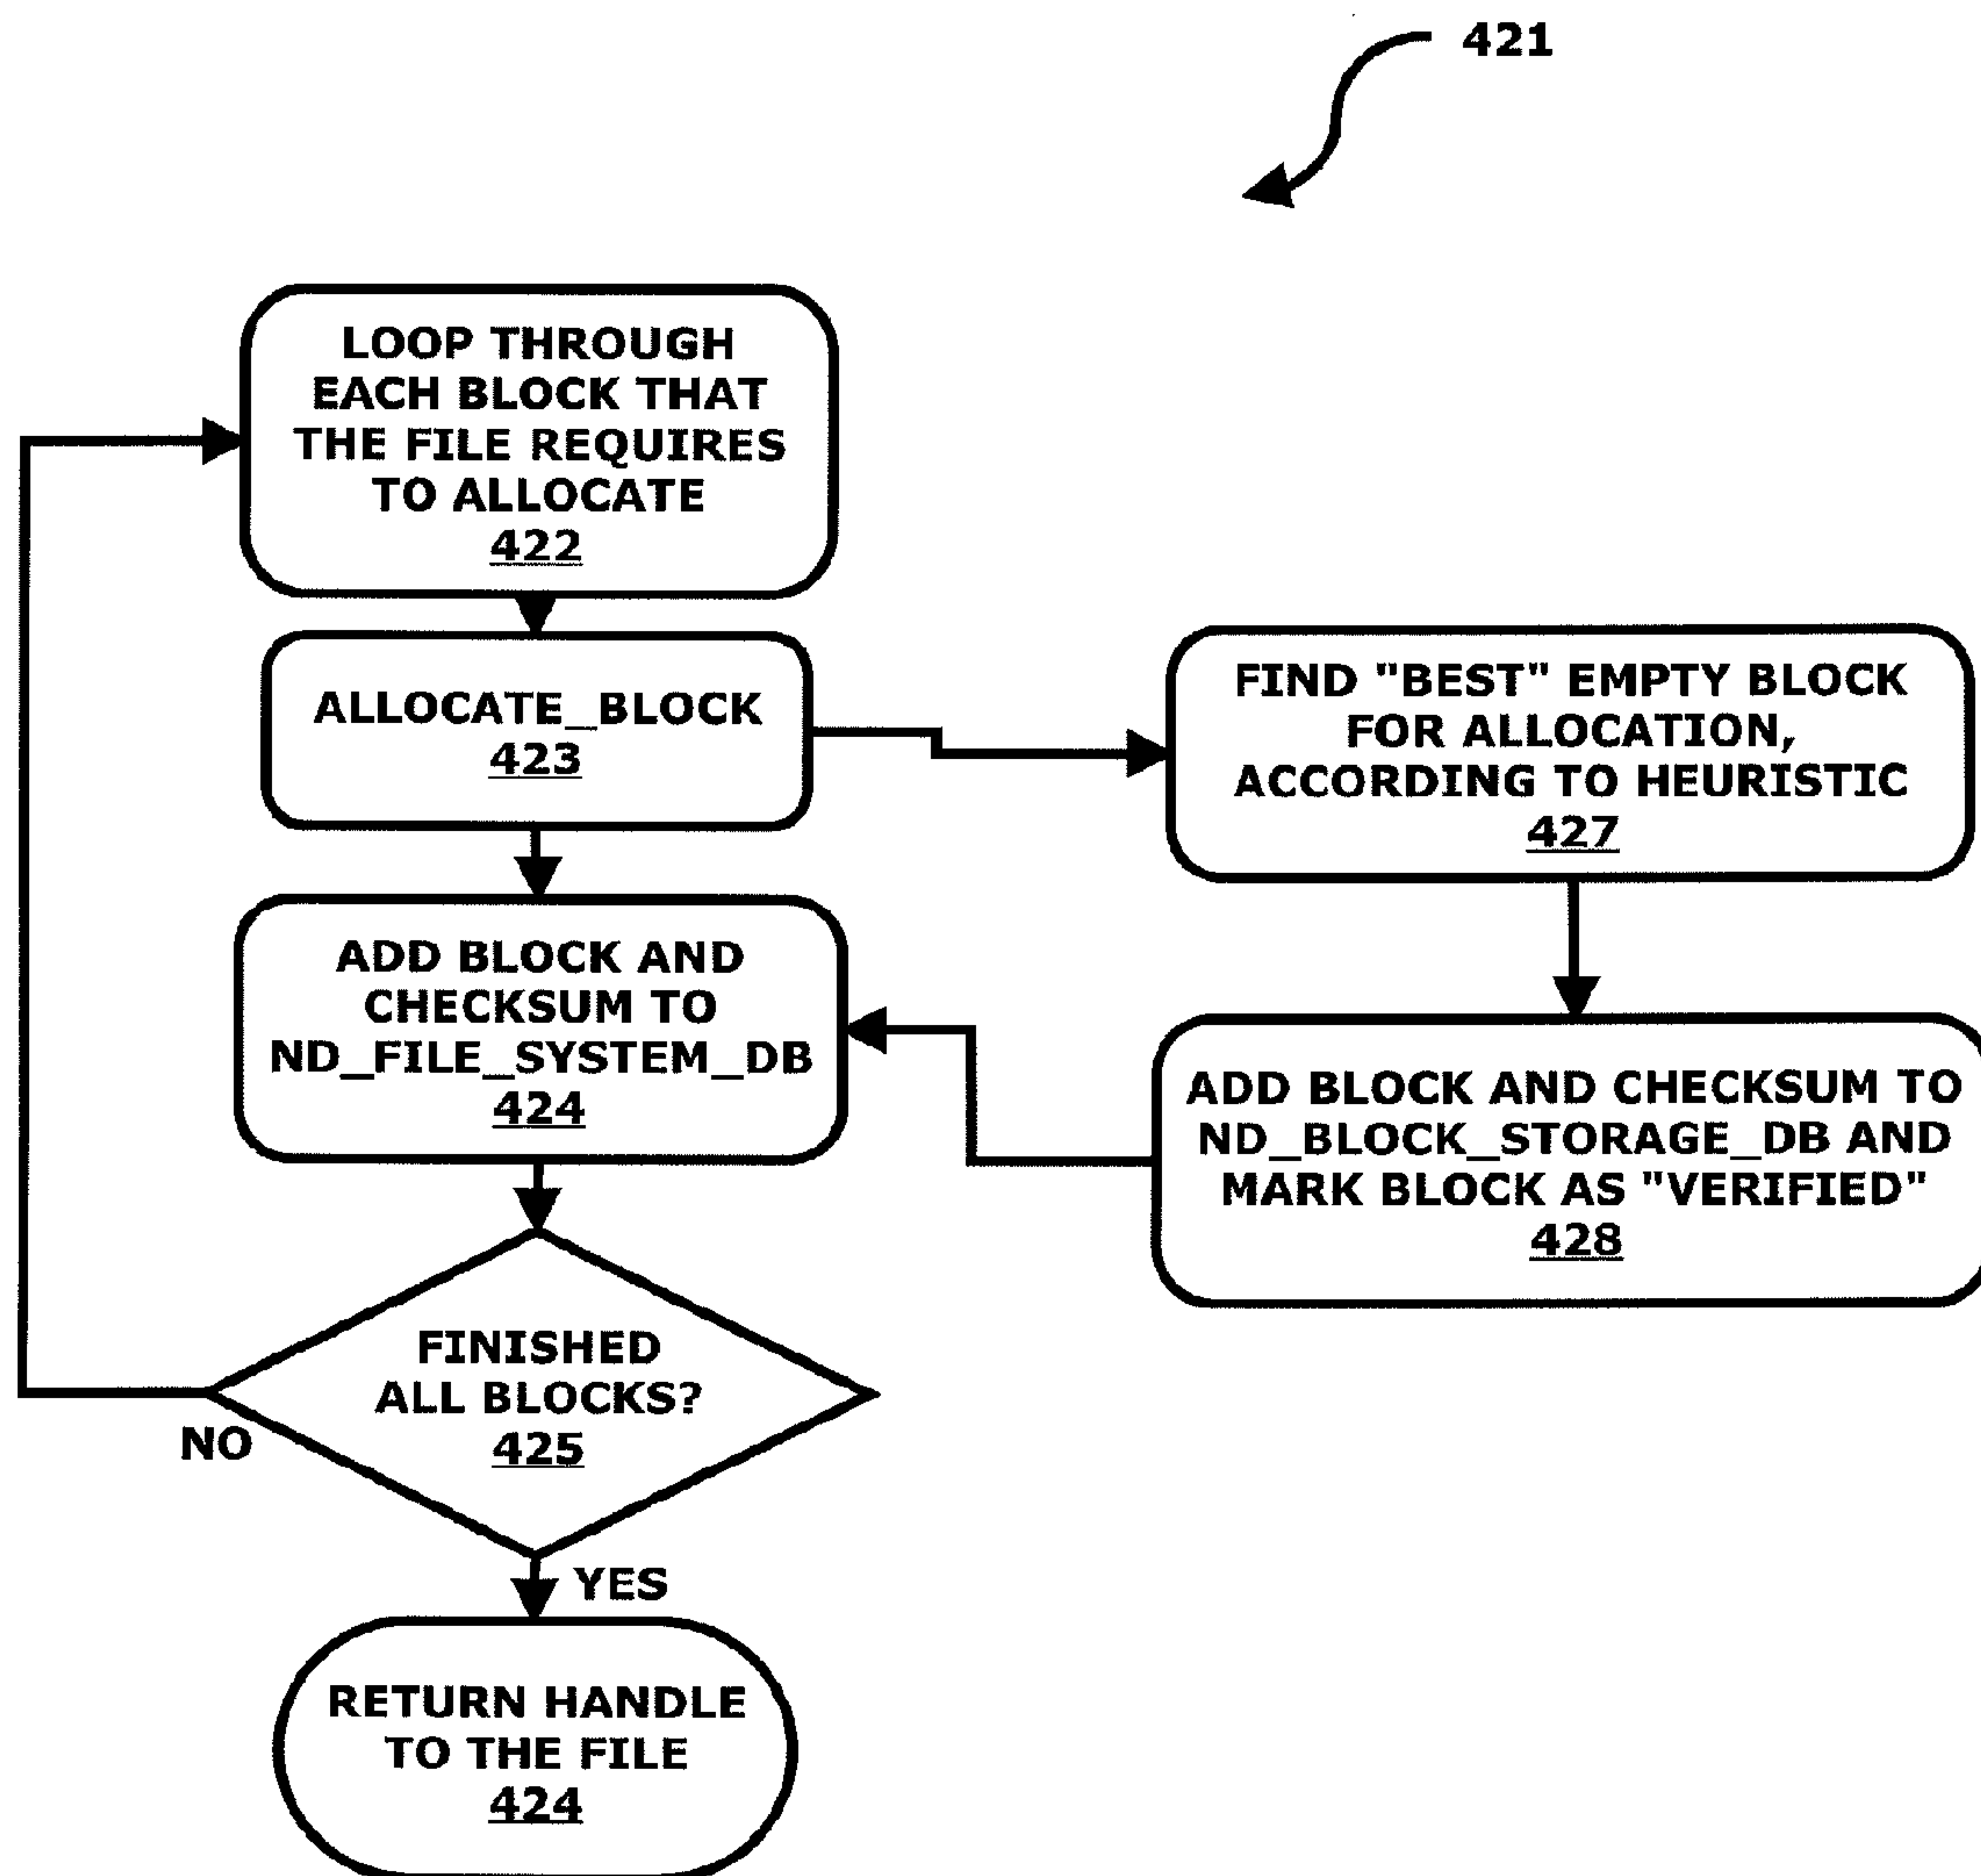 421
LOOP THROUGH
EACH BLOCK THAT
THE FILE REQUIRES
TO ALLOCATE
422
ALLOCATE_BLOCK
423
FIND "BEST" EMPTY BLOCK
FOR ALLOCATION,
ACCORDING TO HEURISTIC
427
ADD BLOCK AND
CHECKSUM TO
ND_FILE_SYSTEM_DB
424
ADD BLOCK AND CHECKSUM TO
ND_BLOCK_STORAGE_DB AND
MARK BLOCK AS "VERIFIED"
428
FINISHED
ALL BLOCKS?
425
NO
YES
RETURN HANDLE
TO THE FILE
424